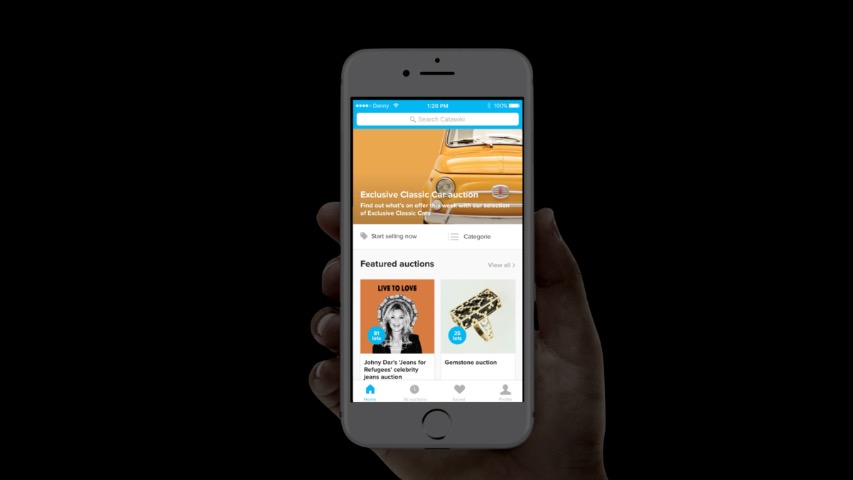 Danny
1:20 PM
100%
Search Catawiki
Exclusive Classic Car auction
Find out what's on offer this week with our selection
of Exclusive Classic Cars
Start selling now
Categorie
Featured auctions
View all >
LIVE TO LOVE
91
lots
25
lots
Johny Dar's 'Jeans for
Refugees' celebrity
jeans auction
Gemstone auction
Home
Saved
Profile